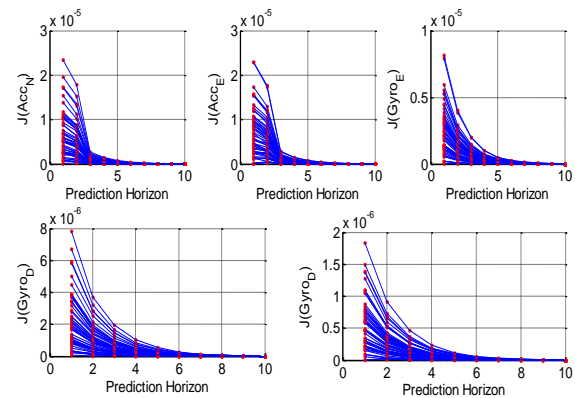 x 10^-5 x 10^-5 x 10^-5
3 3 1
2 2
0.5
1 1
0 0 0
0 5 10 0 5 10 0 5 10
J(Acc_N) J(Acc_E) J(Gyro_E)
Prediction Horizon Prediction Horizon Prediction Horizon
x 10^-6 x 10^-6
8 2
6 1.5
4 1
2 0.5
0 0
0 2 4 6 8 10 0 2 4 6 8 10
J(Gyro_D) J(Gyro_D)
Prediction Horizon Prediction Horizon